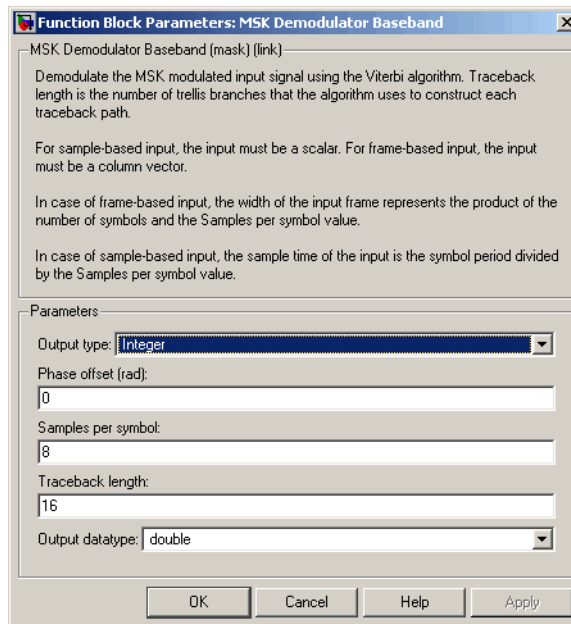 Function Block Parameters: MSK Demodulator Baseband
MSK Demodulator Baseband (mask) (link)
Demodulate the MSK modulated input signal using the Viterbi algorithm. Traceback
length is the number of trellis branches that the algorithm uses to construct each
traceback path.
For sample-based input, the input must be a scalar. For frame-based input, the input
must be a column vector.
In case of frame-based input, the width of the input frame represents the product of the
number of symbols and the Samples per symbol value.
In case of sample-based input, the sample time of the input is the symbol period divided
by the Samples per symbol value.
Parameters
Output type: Integer
Phase offset (rad):
0
Samples per symbol:
8
Traceback length:
16
Output datatype: double
OK Cancel Help Apply